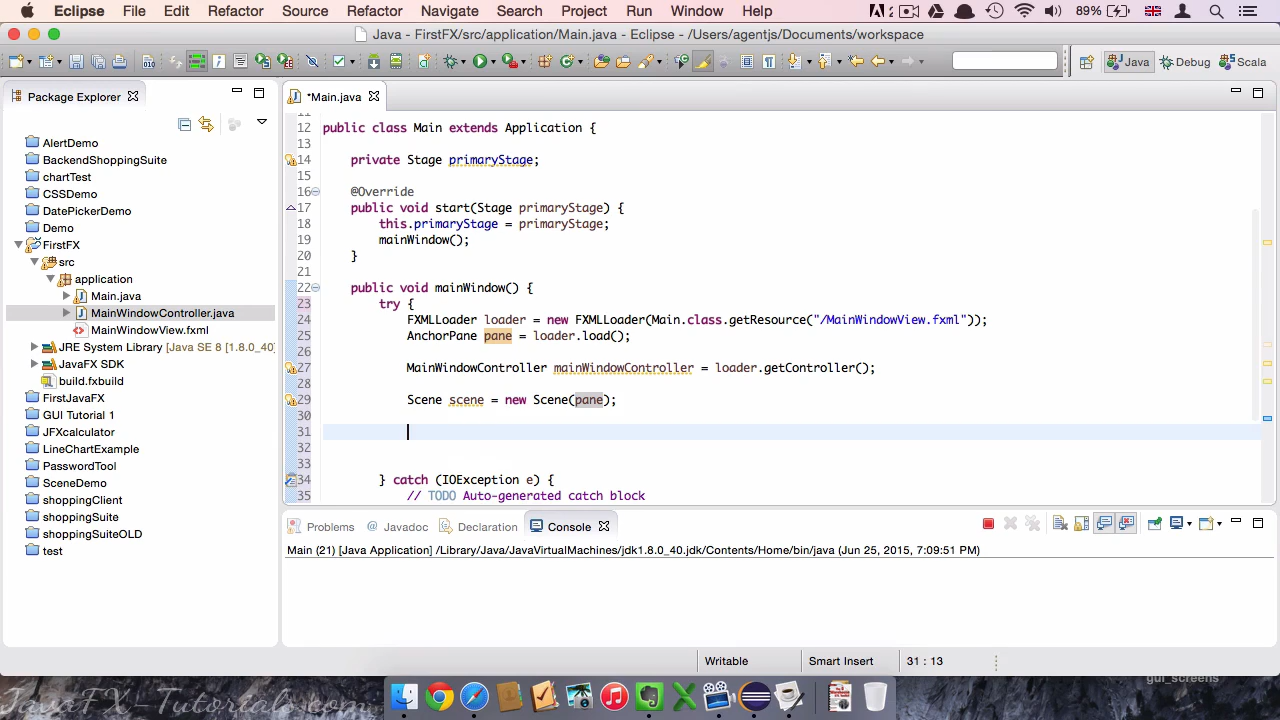 Eclipse File Edit Refactor Source Refactor Navigate Search Project Run Window Help 2 89%
Java - FirstFX/src/application/Main.java - Eclipse - /Users/agentjs/Documents/workspace
Java Debug Scala
Package Explorer
AlertDemo
BackendShoppingSuite
chartTest
CSSDemo
DatePickerDemo
Demo
FirstFX
src
application
Main.java
MainWindowController.java
MainWindowView.fxml
JRE System Library [Java SE 8 [1.8.0_40]
JavaFX SDK
build.fxbuild
FirstJavaFX
GUI Tutorial 1
JFXcalculator
LineChartExample
PasswordTool
SceneDemo
shoppingClient
shoppingSuite
shoppingSuiteOLD
test
*Main.java
11
12 public class Main extends Application {
13
14 private Stage primaryStage;
15
16 @Override
17 public void start(Stage primaryStage) {
18 this.primaryStage = primaryStage;
19 mainWindow();
20 }
21
22 public void mainWindow() {
23 try {
24 FXMLLoader loader = new FXMLLoader(Main.class.getResource("/MainWindowView.fxml"));
25 AnchorPane pane = loader.load();
26
27 MainWindowController mainWindowController = loader.getController();
28
29 Scene scene = new Scene(pane);
30
31
32
33
34 } catch (IOException e) {
35 // TODO Auto-generated catch block
Problems Javadoc Declaration Console
Main (21) [Java Application] /Library/Java/JavaVirtualMachines/jdk1.8.0_40.jdk/Contents/Home/bin/java (Jun 25, 2015, 7:09:51 PM)
Writable Smart Insert 31 : 13
gui_screens
JavaFX-Tutorials.com